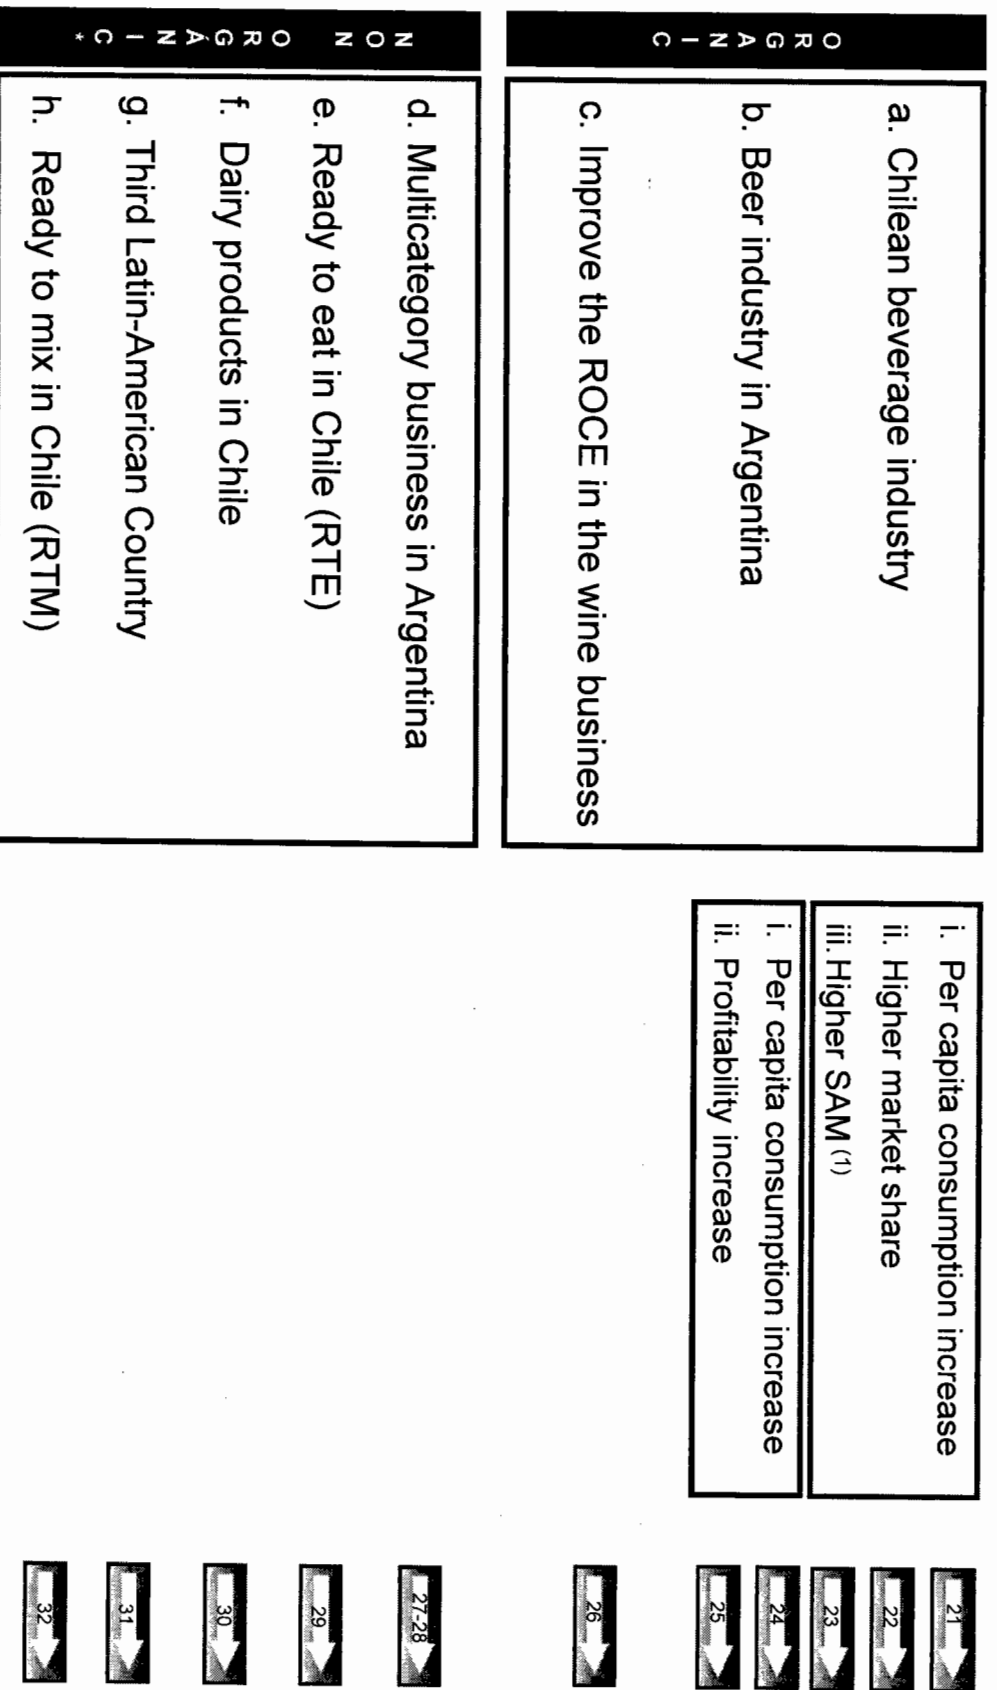 ORGANIC
a. Chilean beverage industry
i. Per capita consumption increase
21
ii. Higher market share
22
iii. Higher SAM (1)
23
b. Beer industry in Argentina
i. Per capita consumption increase
24
ii. Profitability increase
25
c. Improve the ROCE in the wine business
26
NON ORGÁNIC*
d. Multicategory business in Argentina
27-28
e. Ready to eat in Chile (RTE)
29
f. Dairy products in Chile
30
g. Third Latin-American Country
31
h. Ready to mix in Chile (RTM)
32